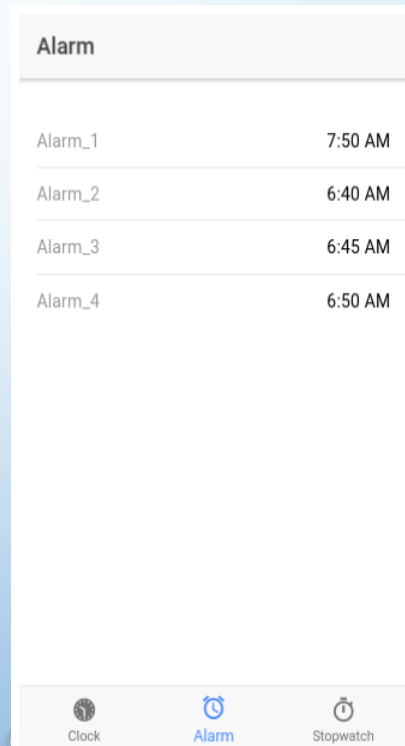 Alarm
Alarm_1 7:50 AM
Alarm_2 6:40 AM
Alarm_3 6:45 AM
Alarm_4 6:50 AM
Clock Alarm Stopwatch